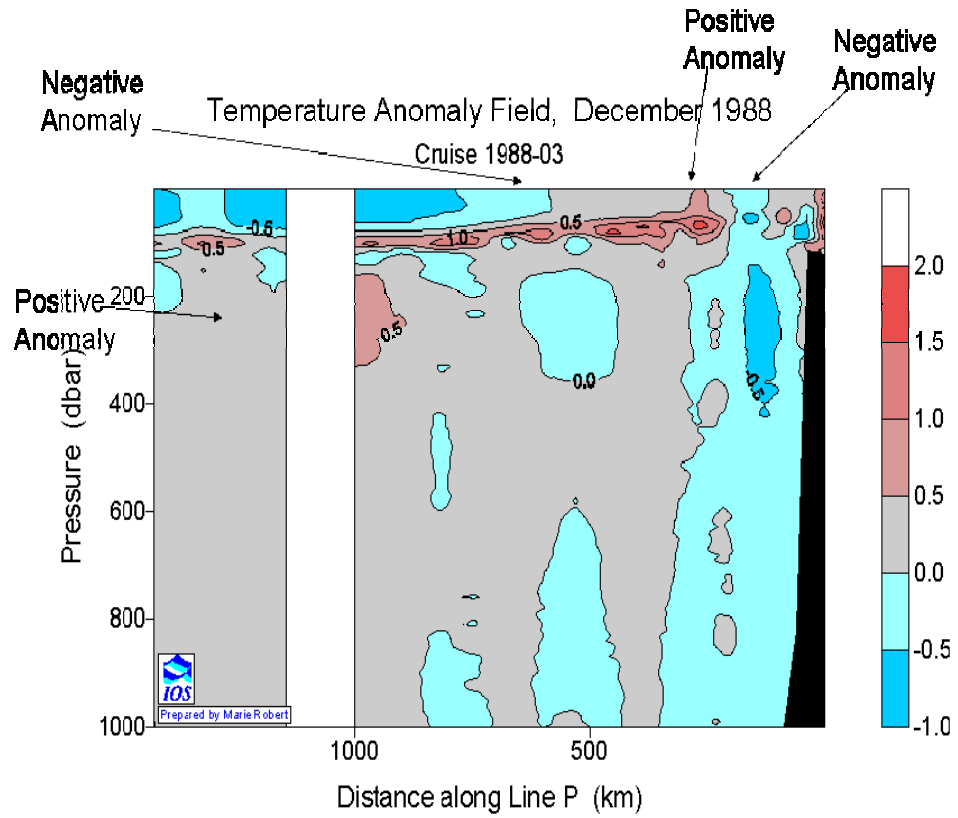 Positive
Anomaly
Negative
Anomaly
Negative
Anomaly
Temperature Anomaly Field, December 1988
Cruise 1988-03
-0.5
0.5
1.0
0.5
0.5
0.0
-0.5
Positive
Anomaly
Pressure (dbar)
200
400
600
800
1000
2.0
1.5
1.0
0.5
0.0
-0.5
-1.0
IOS
Prepared by Marie Robert
1000
500
Distance along Line P (km)